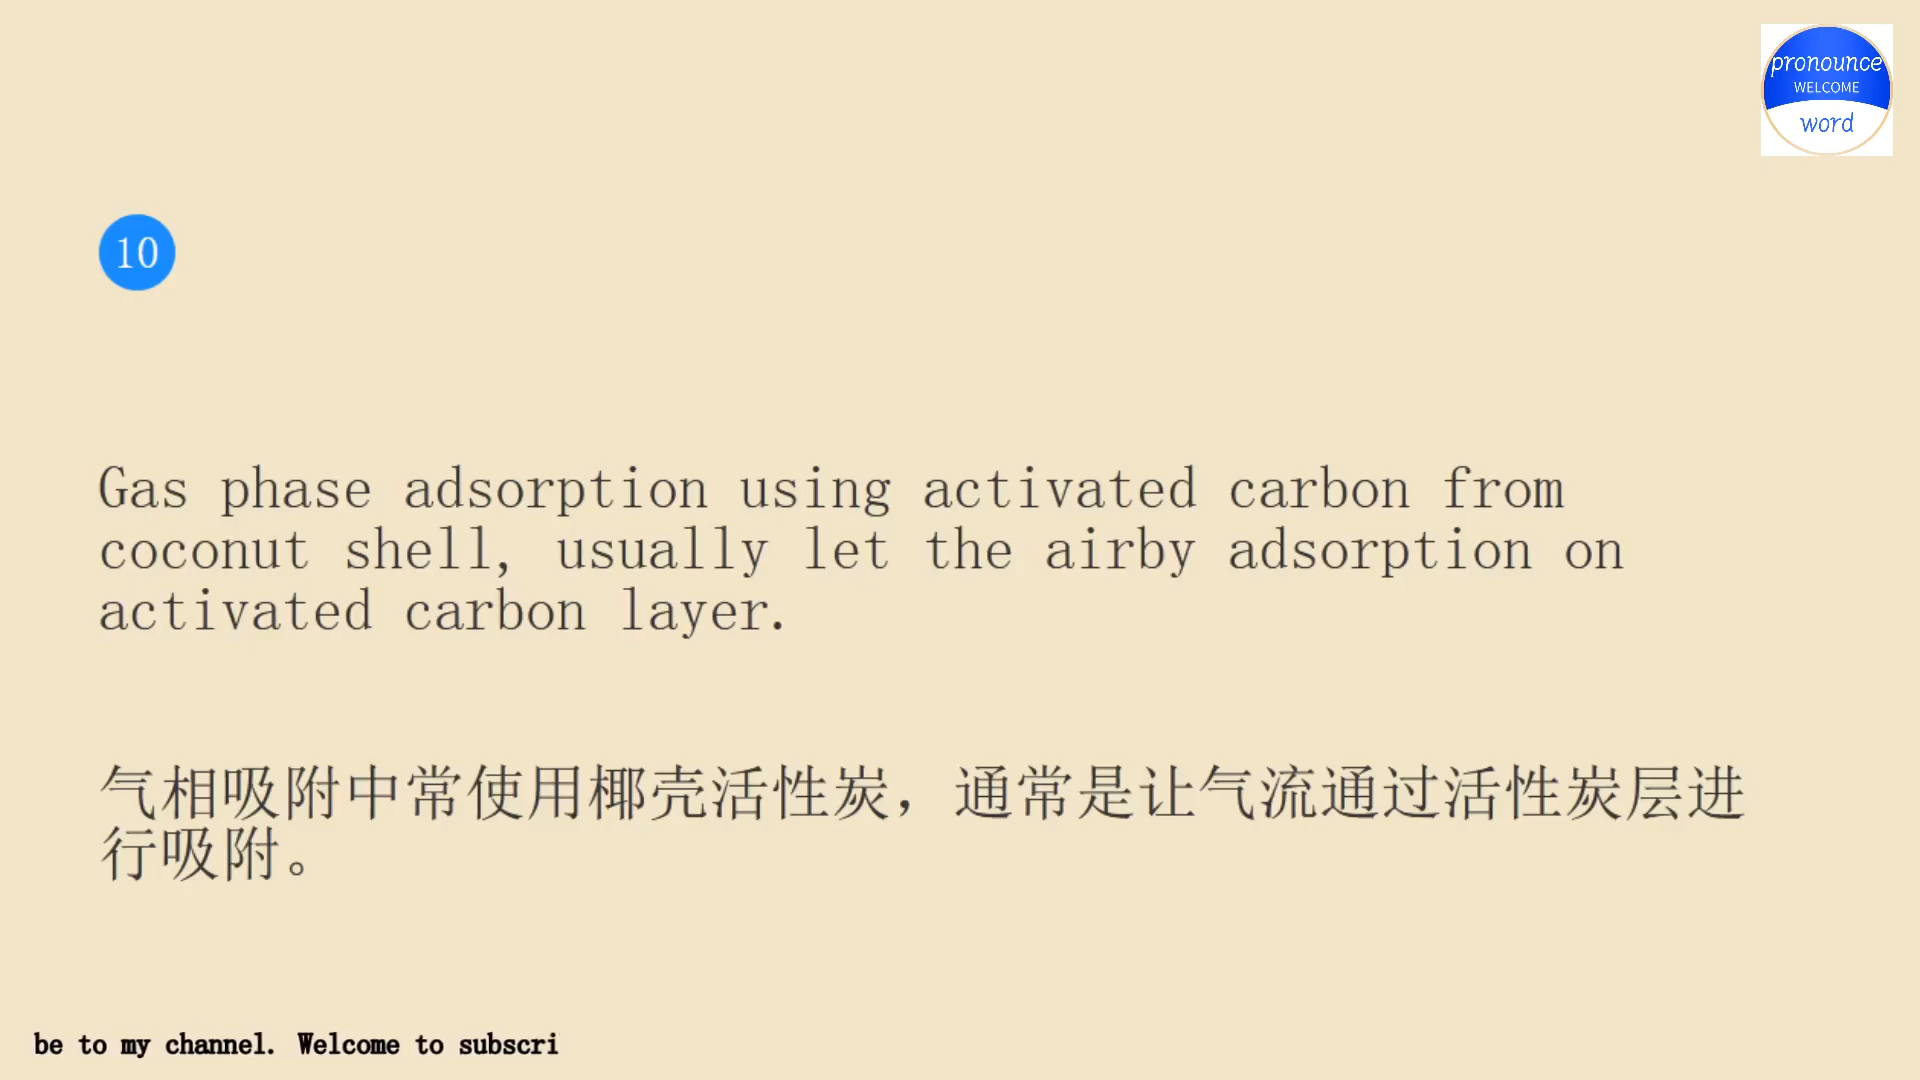 pronounce
WELCOME
word
10
Gas phase adsorption using activated carbon from
coconut shell, usually let the airby adsorption on
activated carbon layer.
气相吸附中常使用椰壳活性炭，通常是让气流通过活性炭层进
行吸附。
be to my channel. Welcome to subscri